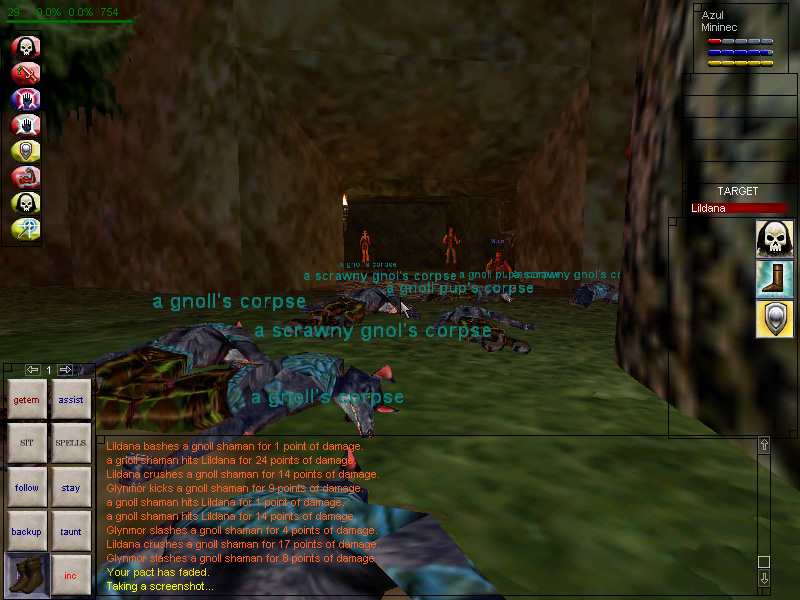 29 -0.0% 0.0% 754
Azul
Mininec
TARGET
Lildana
a gnoll's corpse
a scrawny gnol's corpse
a gnoll pup's corpse
a gnoll's corpse
a scrawny gnol's corpse
a gnoll's corpse
1
getem
assist
SIT
SPELLS
follow
stay
backup
taunt
inc
Lildana bashes a gnoll shaman for 1 point of damage.
a gnoll shaman hits Lildana for 24 points of damage.
Lildana crushes a gnoll shaman for 14 points of damage.
Glynmor kicks a gnoll shaman for 9 points of damage.
a gnoll shaman hits Lildana for 1 point of damage.
a gnoll shaman hits Lildana for 14 points of damage.
Glynmor slashes a gnoll shaman for 4 points of damage.
Lildana crushes a gnoll shaman for 17 points of damage.
Glynmor slashes a gnoll shaman for 8 points of damage.
Your pact has faded.
Taking a screenshot...